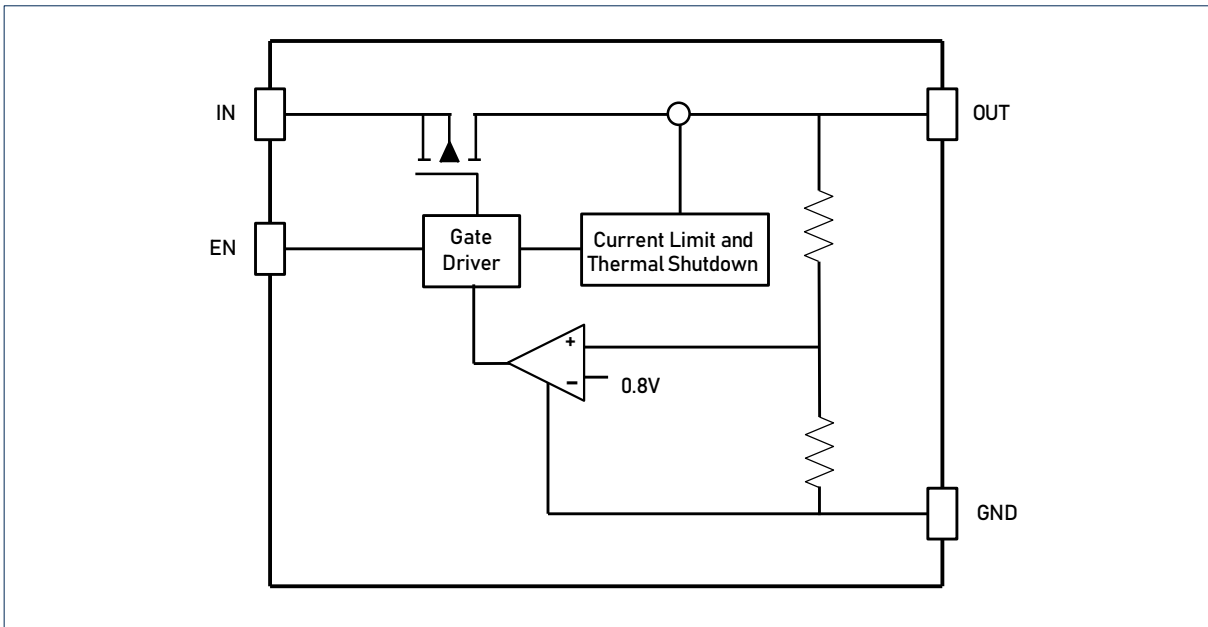 IN
OUT
EN
Gate
Driver
Current Limit and
Thermal Shutdown
+
−
0.8V
GND